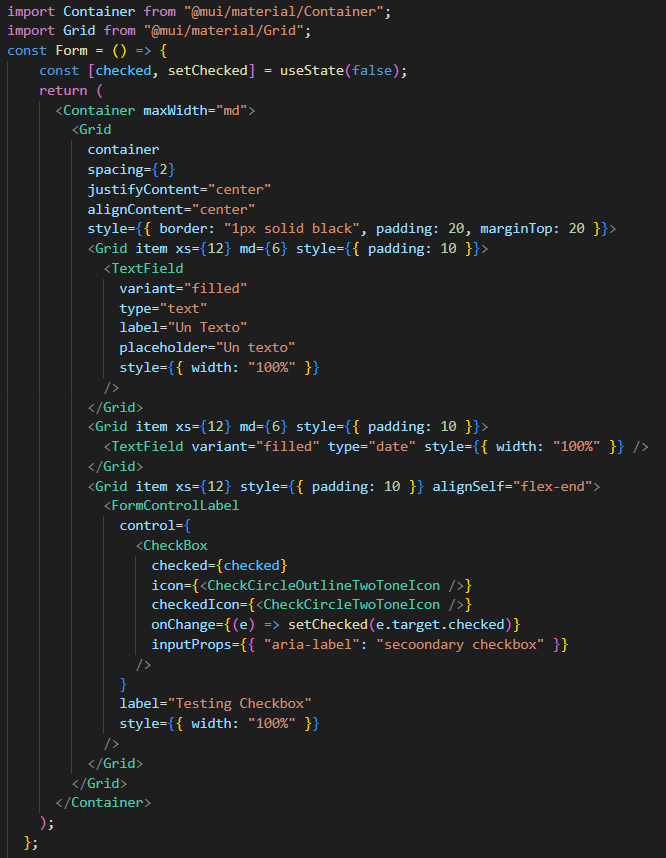 import Container from "@mui/material/Container";
import Grid from "@mui/material/Grid";
const Form = () => {
    const [checked, setChecked] = useState(false);
    return (
      <Container maxWidth="md">
        <Grid
          container
          spacing={2}
          justifyContent="center"
          alignContent="center"
          style={{ border: "1px solid black", padding: 20, marginTop: 20 }}>
          <Grid item xs={12} md={6} style={{ padding: 10 }}>
            <TextField
              variant="filled"
              type="text"
              label="Un Texto"
              placeholder="Un texto"
              style={{ width: "100%" }}
            />
          </Grid>
          <Grid item xs={12} md={6} style={{ padding: 10 }}>
            <TextField variant="filled" type="date" style={{ width: "100%" }} />
          </Grid>
          <Grid item xs={12} style={{ padding: 10 }} alignSelf="flex-end">
            <FormControlLabel
              control={
                <CheckBox
                  checked={checked}
                  icon={<CheckCircleOutlineTwoToneIcon />}
                  checkedIcon={<CheckCircleTwoToneIcon />}
                  onChange={(e) => setChecked(e.target.checked)}
                  inputProps={{ "aria-label": "secoondary checkbox" }}
                />
              }
              label="Testing Checkbox"
              style={{ width: "100%" }}
            />
          </Grid>
        </Grid>
      </Container>
    );
  };